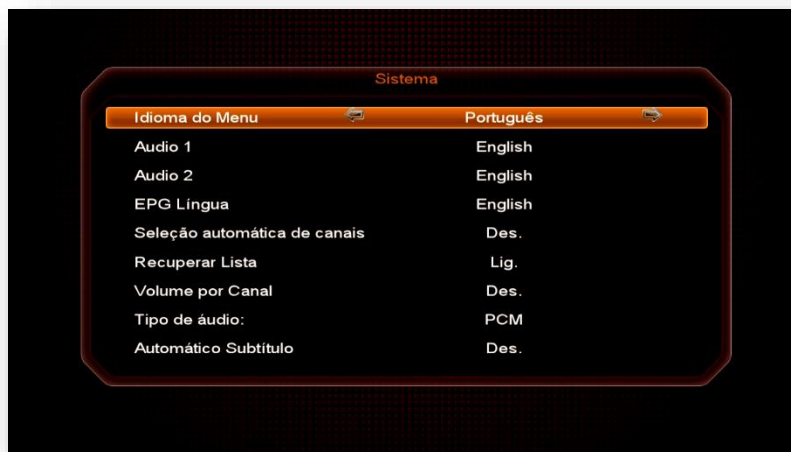 Sistema
Idioma do Menu Português
Audio 1 English
Audio 2 English
EPG Língua English
Seleção automática de canais Des.
Recuperar Lista Lig.
Volume por Canal Des.
Tipo de áudio: PCM
Automático Subtítulo Des.